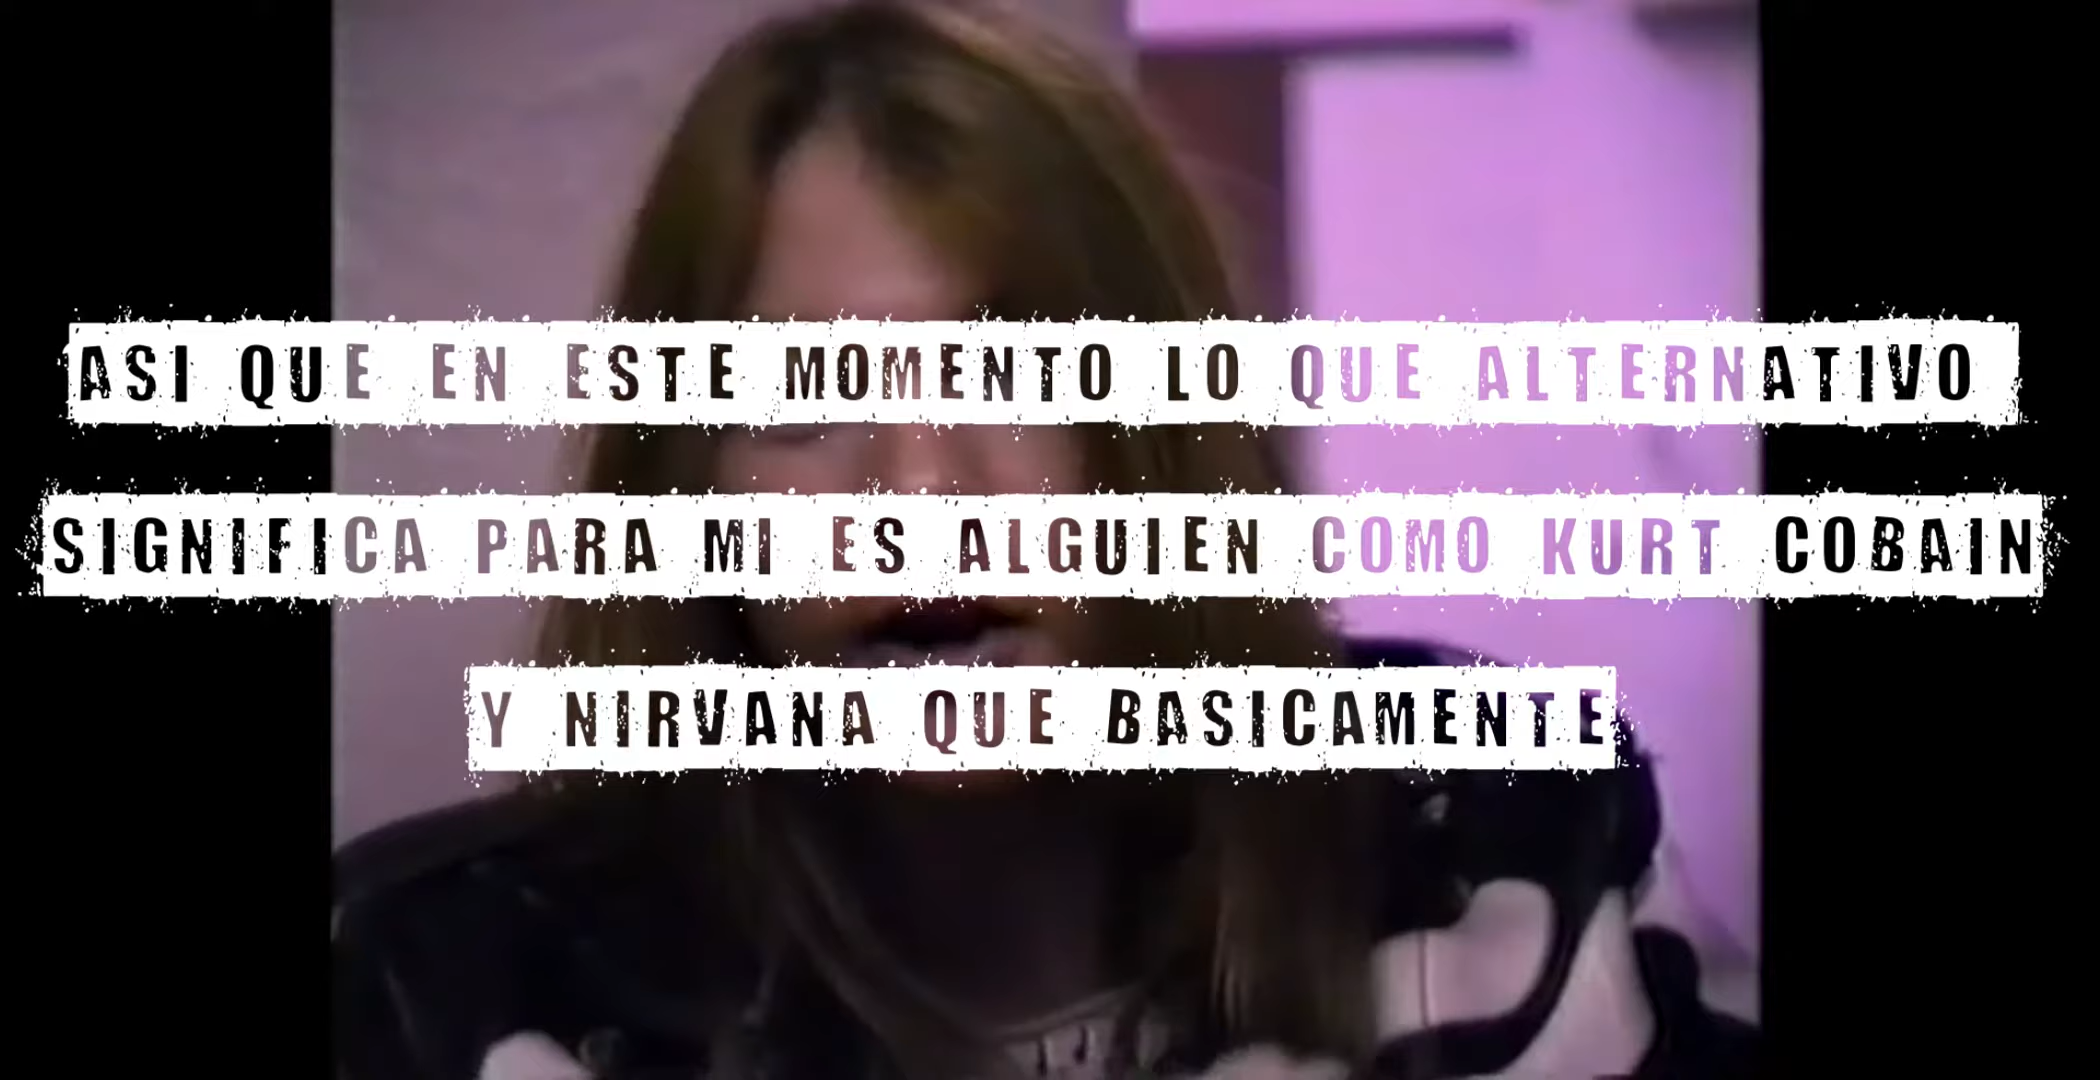 ASI QUE EN ESTE MOMENTO LO QUE ALTERNATIVO
SIGNIFICA PARA MI ES ALGUIEN COMO KURT COBAIN
Y NIRVANA QUE BASICAMENTE